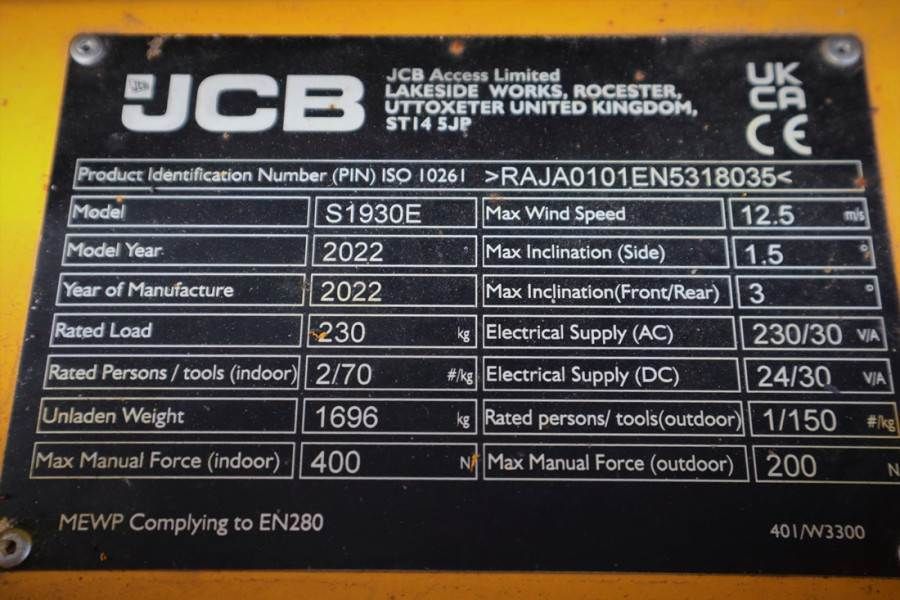 JCB
JCB Access Limited
LAKESIDE WORKS, ROCESTER,
UTTOXETER UNITED KINGDOM,
ST14 5JP
UK
CA
CE
Product Identification Number (PIN) ISO 10261 >RAJA0101EN5318035<
Model S1930E Max Wind Speed 12.5 m/s
Model Year 2022 Max Inclination (Side) 1.5 °
Year of Manufacture 2022 Max Inclination(Front/Rear) 3 °
Rated Load 230 kg Electrical Supply (AC) 230/30 V/A
Rated Persons / tools (indoor) 2/70 #/kg Electrical Supply (DC) 24/30 V/A
Unladen Weight 1696 kg Rated persons/ tools(outdoor) 1/150 #/kg
Max Manual Force (indoor) 400 N Max Manual Force (outdoor) 200 N
MEWP Complying to EN280
401/W3300